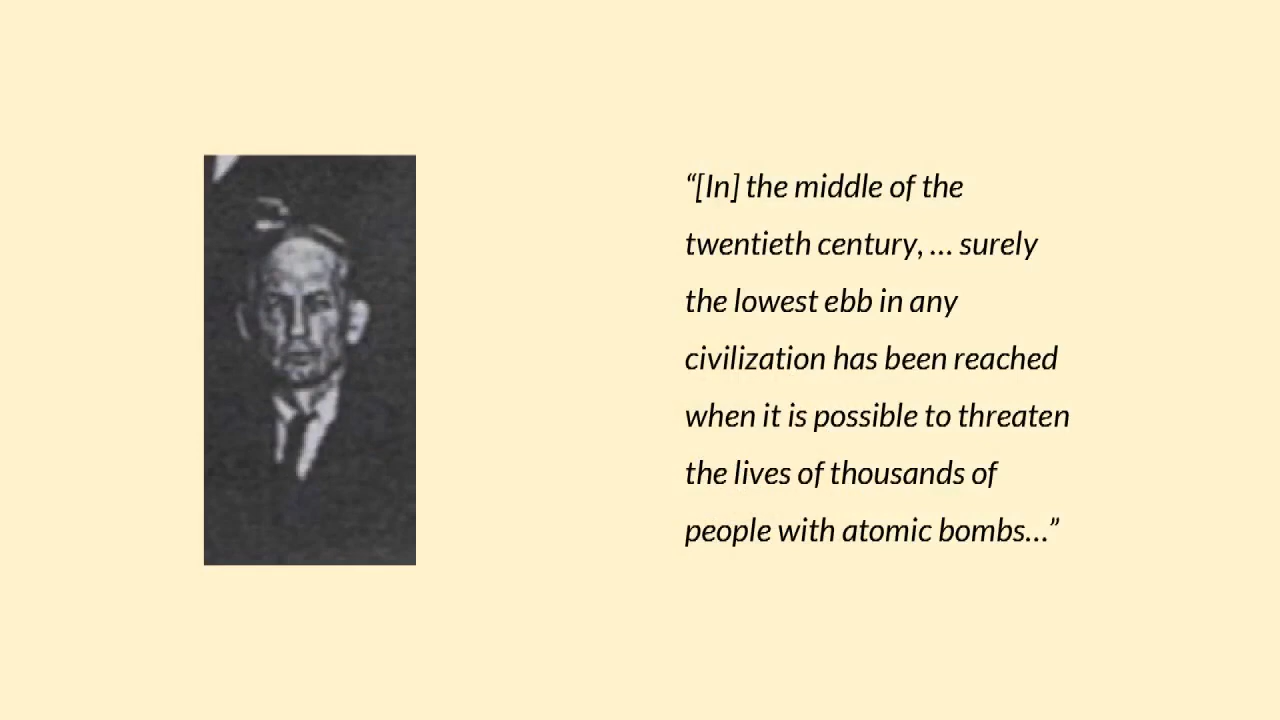 “[In] the middle of the
twentieth century, … surely
the lowest ebb in any
civilization has been reached
when it is possible to threaten
the lives of thousands of
people with atomic bombs…”